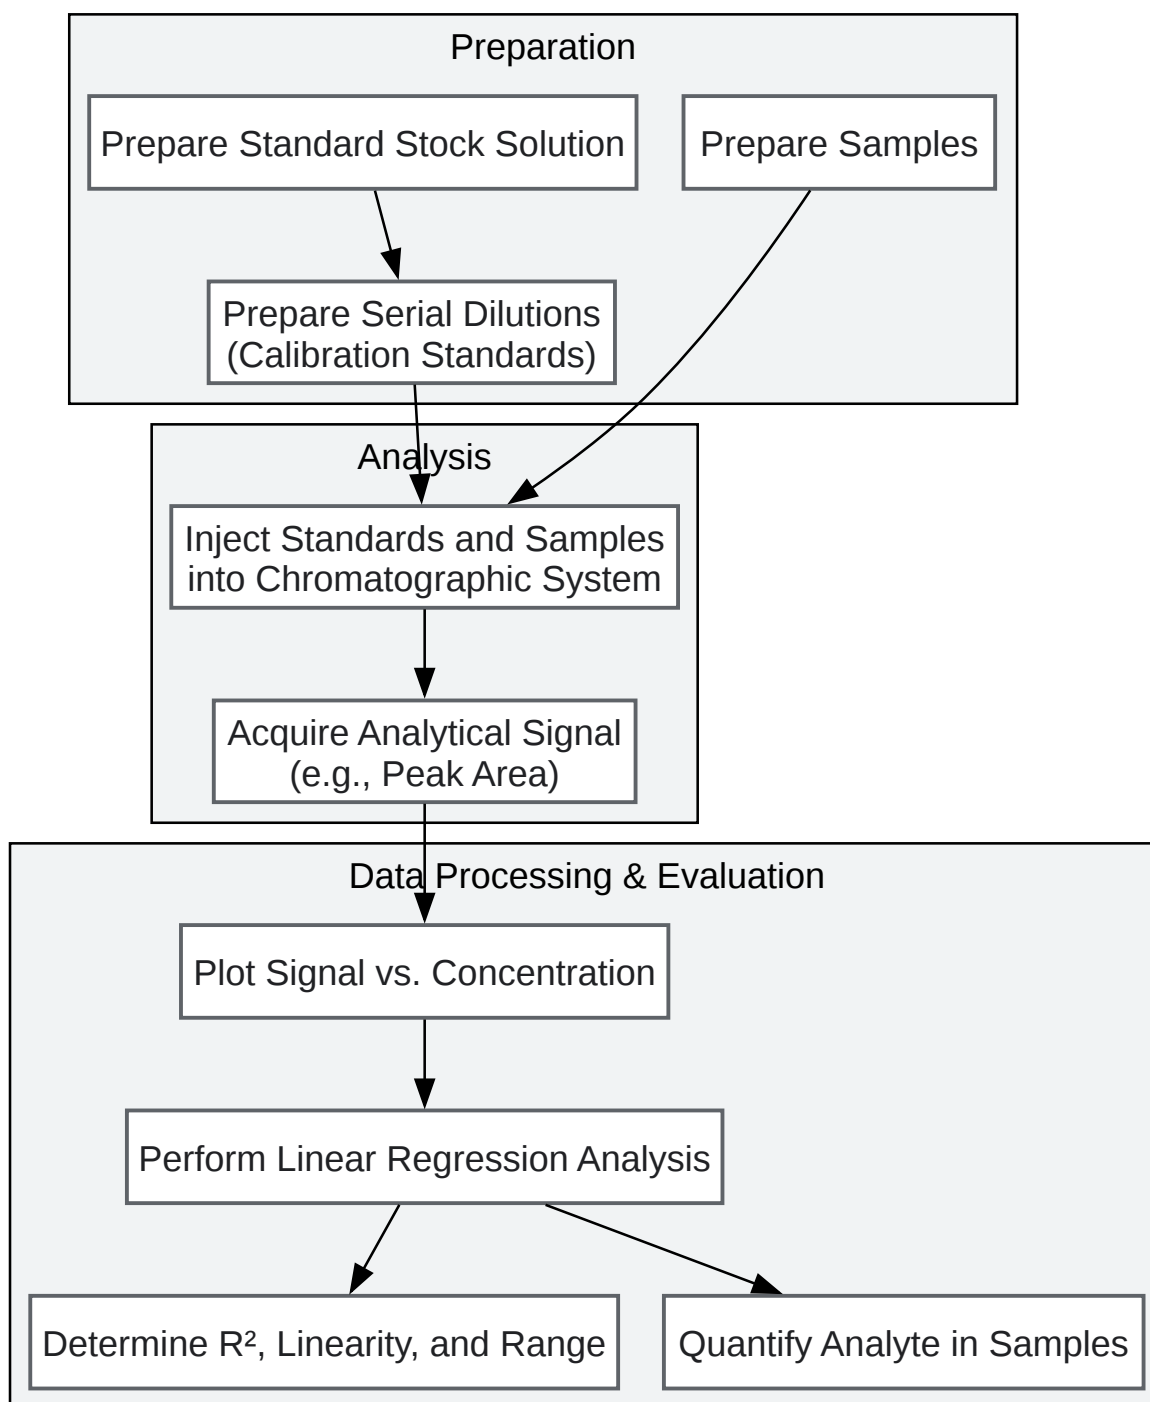 Preparation
Prepare Standard Stock Solution
Prepare Samples
Prepare Serial Dilutions
(Calibration Standards)
Analysis
Inject Standards and Samples
into Chromatographic System
Acquire Analytical Signal
(e.g., Peak Area)
Data Processing & Evaluation
Plot Signal vs. Concentration
Perform Linear Regression Analysis
Determine R², Linearity, and Range
Quantify Analyte in Samples